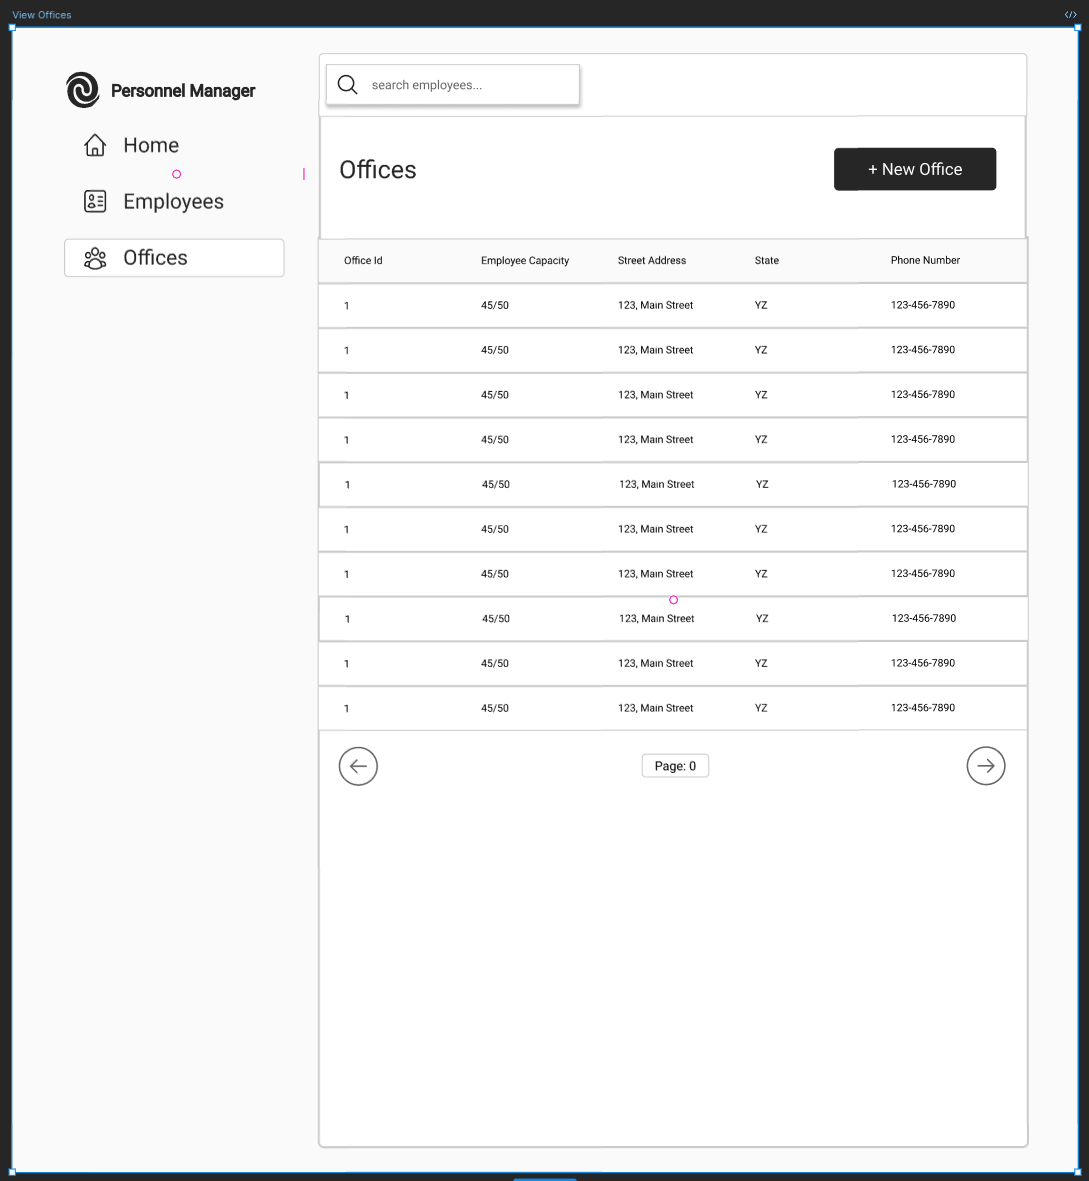 View Offices
</>
Personnel Manager
search employees...
Home
Employees
Offices
Offices
+ New Office
Office Id Employee Capacity Street Address State Phone Number
1 45/50 123, Main Street YZ 123-456-7890
1 45/50 123, Main Street YZ 123-456-7890
1 45/50 123, Main Street YZ 123-456-7890
1 45/50 123, Main Street YZ 123-456-7890
1 45/50 123, Main Street YZ 123-456-7890
1 45/50 123, Main Street YZ 123-456-7890
1 45/50 123, Main Street YZ 123-456-7890
1 45/50 123, Main Street YZ 123-456-7890
1 45/50 123, Main Street YZ 123-456-7890
1 45/50 123, Main Street YZ 123-456-7890
Page: 0